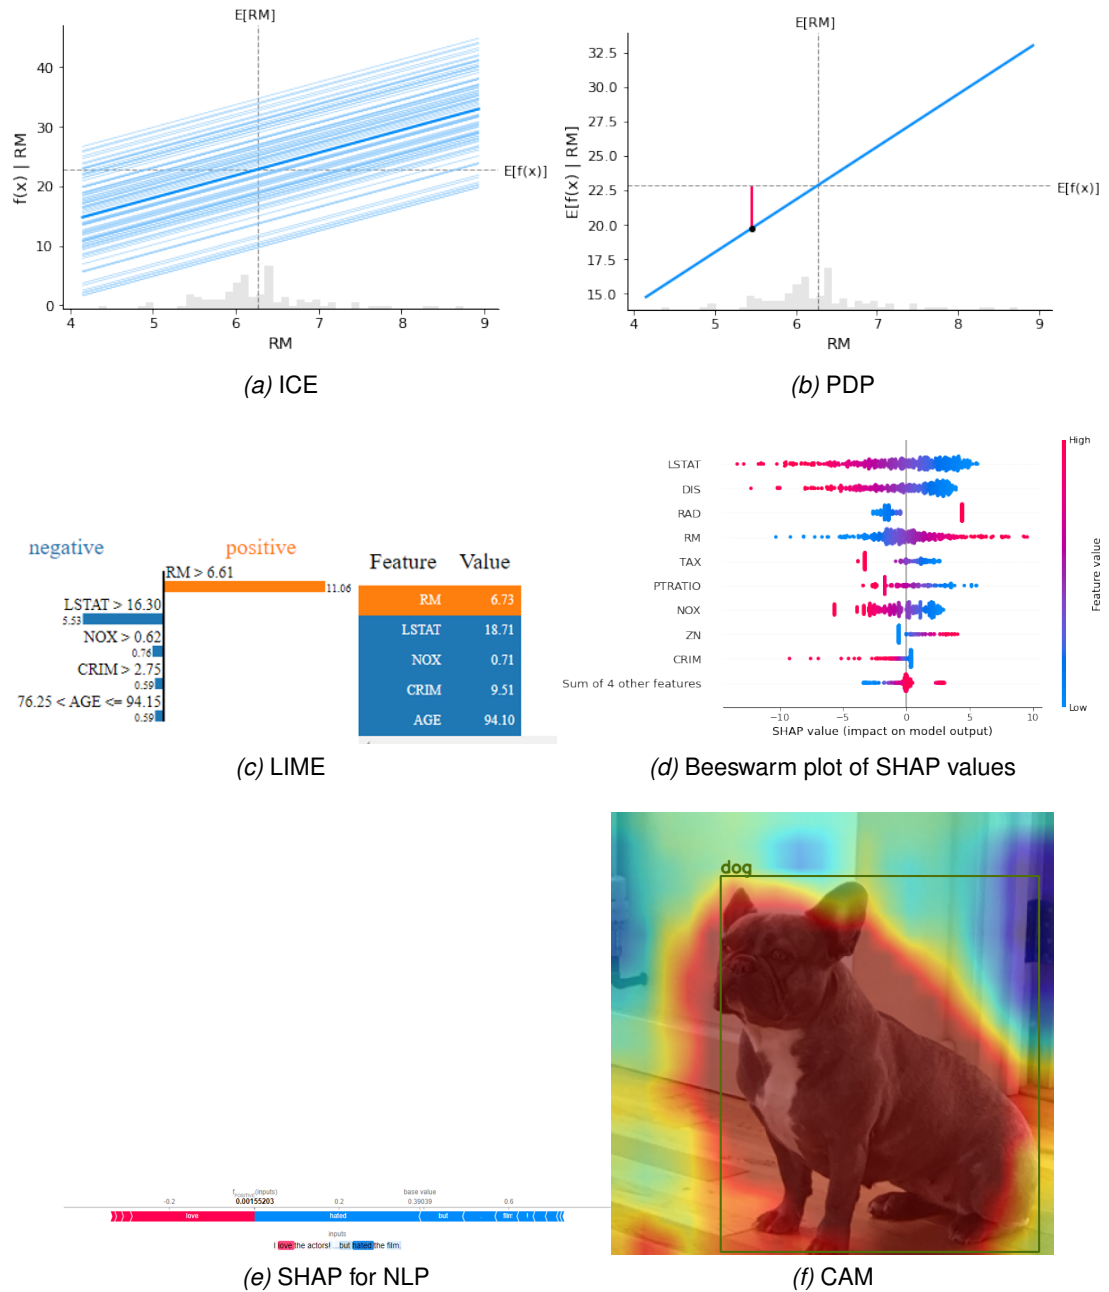 E[RM]
f(x) | RM
40
30
20
10
0
E[f(x)]
4 5 6 7 8 9
RM
(a) ICE
E[RM]
E[f(x) | RM]
32.5
30.0
27.5
25.0
22.5
20.0
17.5
15.0
E[f(x)]
4 5 6 7 8 9
RM
(b) PDP
negative positive
RM > 6.61
11.06
LSTAT > 16.30
5.53
NOX > 0.62
0.76
CRIM > 2.75
0.59
76.25 < AGE <= 94.15
0.59
Feature Value
RM 6.73
LSTAT 18.71
NOX 0.71
CRIM 9.51
AGE 94.10
(c) LIME
LSTAT
DIS
RAD
RM
TAX
PTRATIO
NOX
ZN
CRIM
Sum of 4 other features
−10 −5 0 5 10
SHAP value (impact on model output)
High
Feature value
Low
(d) Beeswarm plot of SHAP values
f POSITIVE (inputs) base value
-0.2 0.00155203 0.2 0.39039 0.6
love hated but film !
inputs
I love the actors! ...but hated the film.
(e) SHAP for NLP
dog
(f) CAM